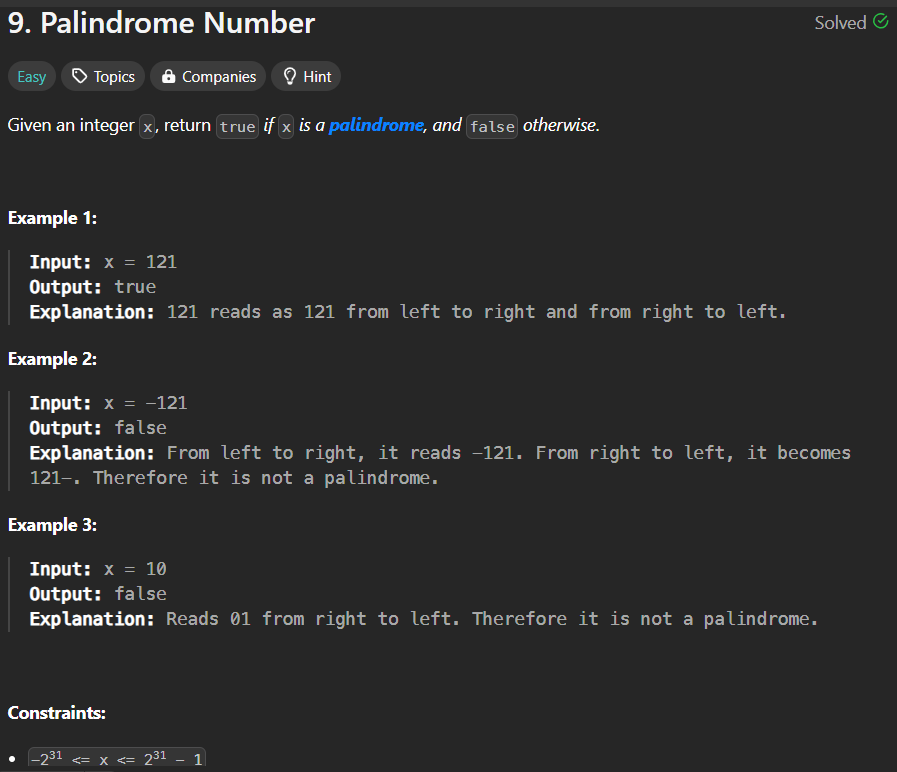 9. Palindrome Number
Solved
Easy Topics Companies Hint
Given an integer x, return true if x is a palindrome, and false otherwise.
Example 1:
Input: x = 121
Output: true
Explanation: 121 reads as 121 from left to right and from right to left.
Example 2:
Input: x = -121
Output: false
Explanation: From left to right, it reads -121. From right to left, it becomes
121-. Therefore it is not a palindrome.
Example 3:
Input: x = 10
Output: false
Explanation: Reads 01 from right to left. Therefore it is not a palindrome.
Constraints:
• -2³¹ <= x <= 2³¹ - 1